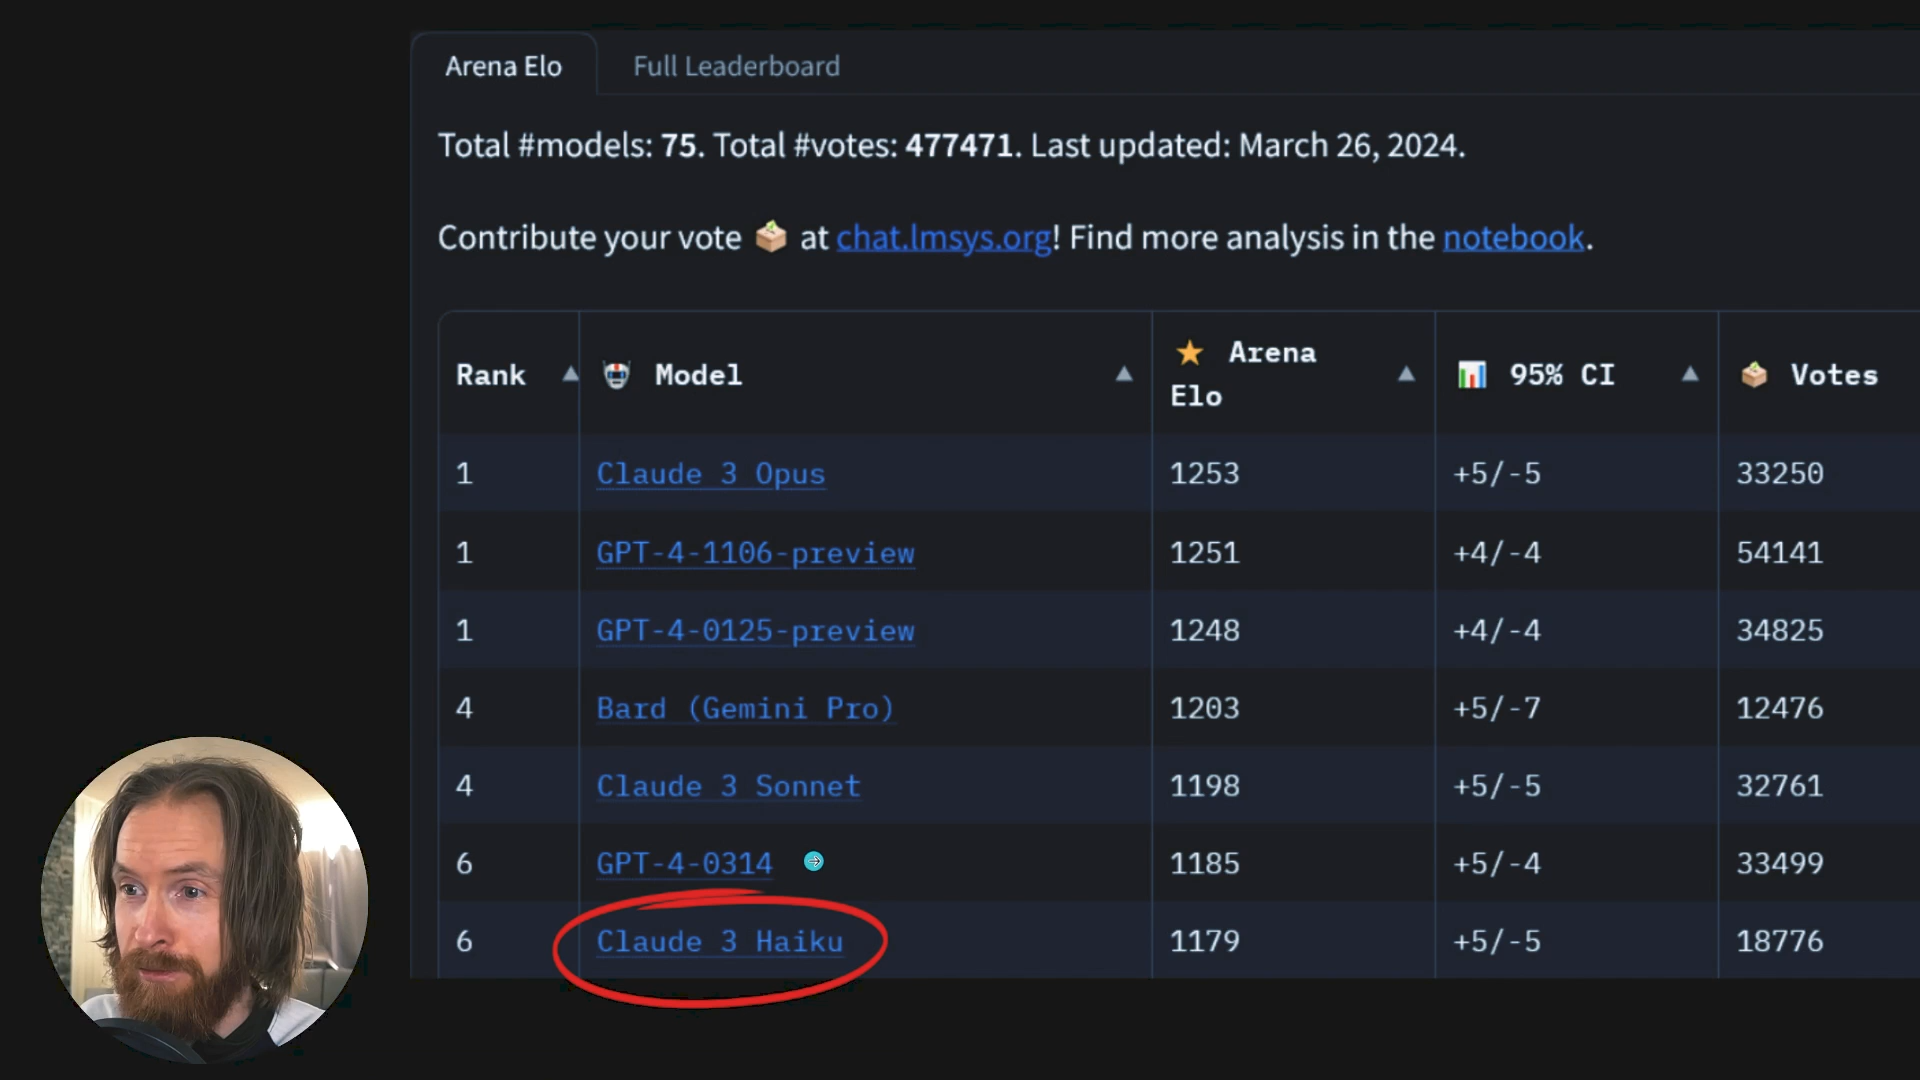 Arena Elo
Full Leaderboard
Total #models: 75. Total #votes: 477471. Last updated: March 26, 2024.
Contribute your vote 🗳️ at chat.lmsys.org! Find more analysis in the notebook.
Rank ▲ 🤖 Model ▲ ⭐ Arena Elo ▲ 📊 95% CI ▲ 🗳️ Votes
1 Claude 3 Opus 1253 +5/-5 33250
1 GPT-4-1106-preview 1251 +4/-4 54141
1 GPT-4-0125-preview 1248 +4/-4 34825
4 Bard (Gemini Pro) 1203 +5/-7 12476
4 Claude 3 Sonnet 1198 +5/-5 32761
6 GPT-4-0314 1185 +5/-4 33499
6 Claude 3 Haiku 1179 +5/-5 18776